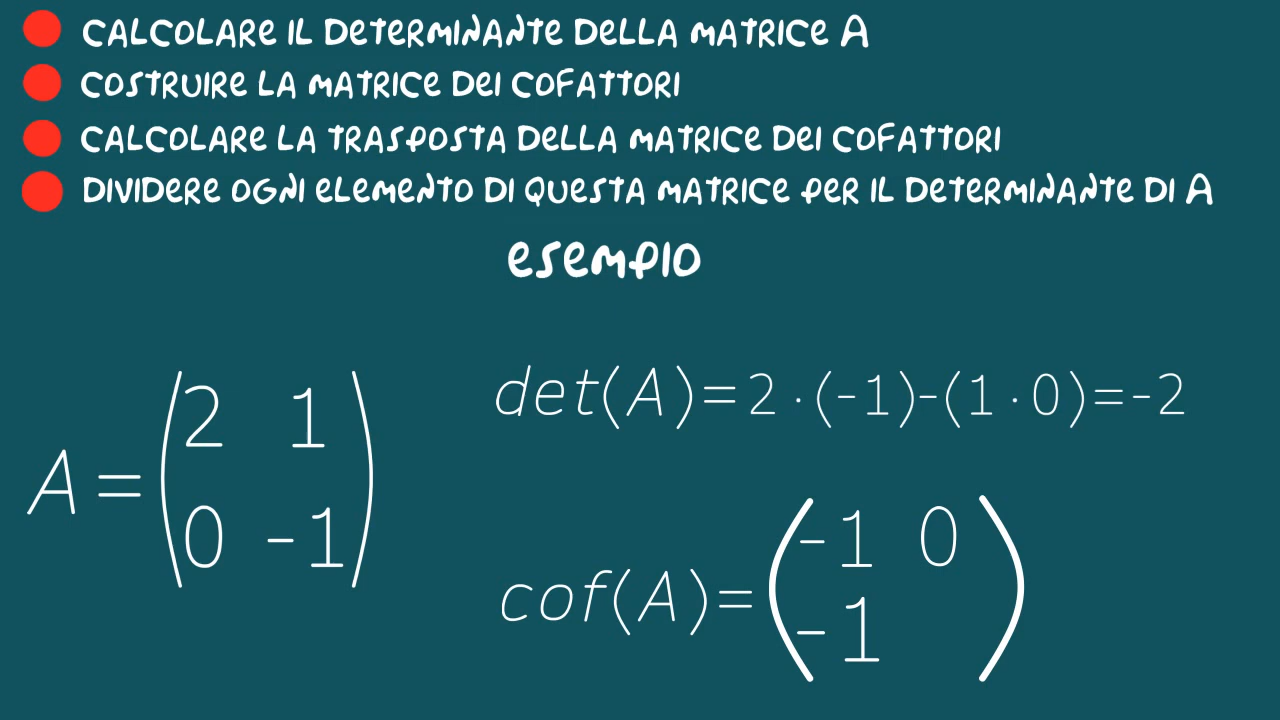 CALCOLARE IL DETERMINANTE DELLA MATRICE A
COSTRUIRE LA MATRICE DEI COFATTORI
CALCOLARE LA TRASPOSTA DELLA MATRICE DEI COFATTORI
DIVIDERE OGNI ELEMENTO DI QUESTA MATRICE PER IL DETERMINANTE DI A
ESEMPIO
A=
2 1
0 -1
det(A)=2·(-1)-(1·0)=-2
cof(A)=
-1 0
-1